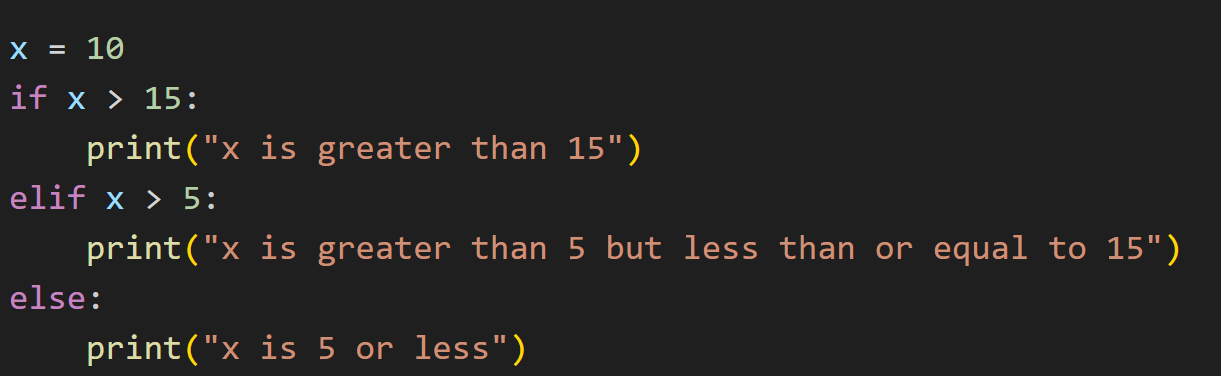 x = 10
if x > 15:
    print("x is greater than 15")
elif x > 5:
    print("x is greater than 5 but less than or equal to 15")
else:
    print("x is 5 or less")